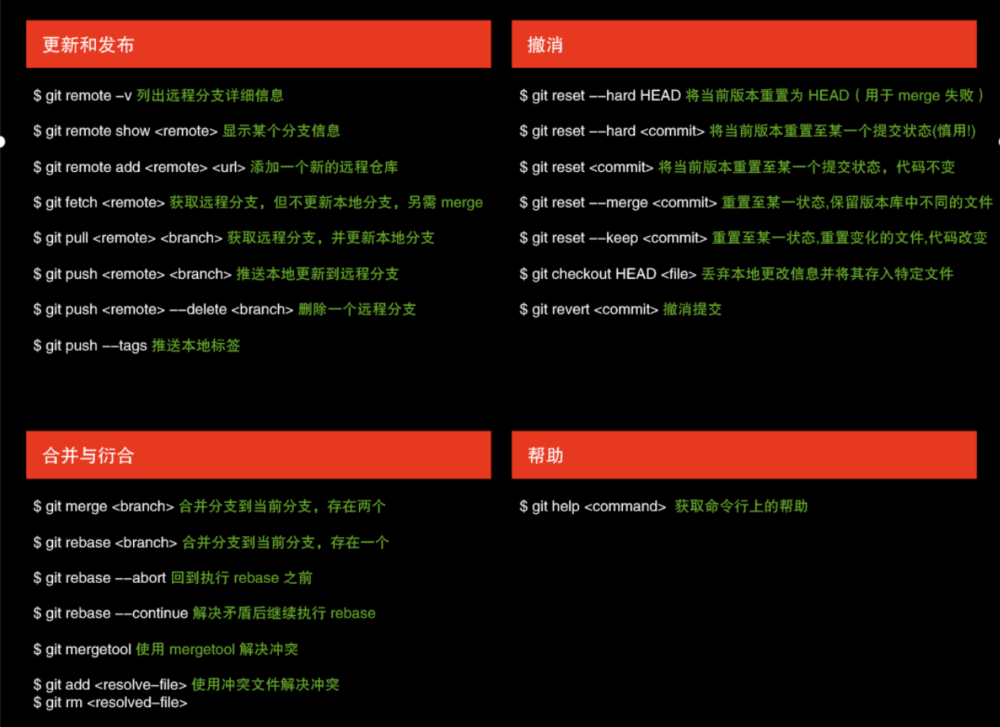 更新和发布
$ git remote –v 列出远程分支详细信息
$ git remote show <remote> 显示某个分支信息
$ git remote add <remote> <url> 添加一个新的远程仓库
$ git fetch <remote> 获取远程分支，但不更新本地分支，另需 merge
$ git pull <remote> <branch> 获取远程分支，并更新本地分支
$ git push <remote> <branch> 推送本地更新到远程分支
$ git push <remote> ––delete <branch> 删除一个远程分支
$ git push ––tags 推送本地标签
撤消
$ git reset ––hard HEAD 将当前版本重置为 HEAD（用于 merge 失败）
$ git reset ––hard <commit> 将当前版本重置至某一个提交状态(慎用!)
$ git reset <commit> 将当前版本重置至某一个提交状态，代码不变
$ git reset ––merge <commit> 重置至某一状态,保留版本库中不同的文件
$ git reset ––keep <commit> 重置至某一状态,重置变化的文件,代码改变
$ git checkout HEAD <file> 丢弃本地更改信息并将其存入特定文件
$ git revert <commit> 撤消提交
合并与衍合
$ git merge <branch> 合并分支到当前分支，存在两个
$ git rebase <branch> 合并分支到当前分支，存在一个
$ git rebase ––abort 回到执行 rebase 之前
$ git rebase ––continue 解决矛盾后继续执行 rebase
$ git mergetool 使用 mergetool 解决冲突
$ git add <resolve–file> 使用冲突文件解决冲突
$ git rm <resolved–file>
帮助
$ git help <command> 获取命令行上的帮助